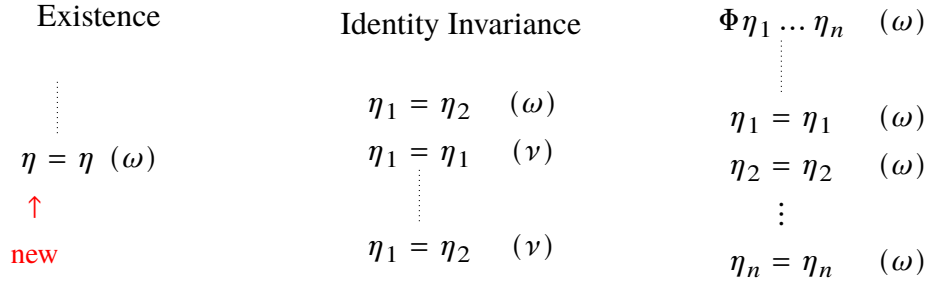 Existence
η = η (ω)
↑
new
Identity Invariance
η₁ = η₂ (ω)
η₁ = η₁ (ν)
η₁ = η₂ (ν)
Φη₁ … ηₙ (ω)
η₁ = η₁ (ω)
η₂ = η₂ (ω)
⋮
ηₙ = ηₙ (ω)